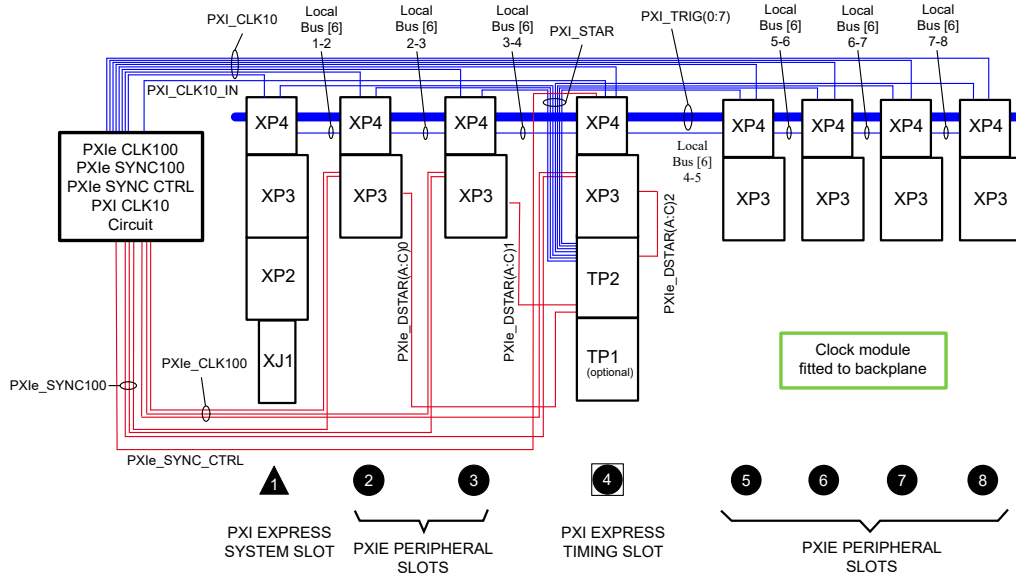 PXI_CLK10
Local
Bus [6]
1-2
Local
Bus [6]
2-3
Local
Bus [6]
3-4
PXI_STAR
PXI_TRIG(0:7)
Local
Bus [6]
5-6
Local
Bus [6]
6-7
Local
Bus [6]
7-8
PXI_CLK10_IN
XP4
XP4
XP4
XP4
XP4
XP4
XP4
XP4
PXIe CLK100
PXIe SYNC100
PXIe SYNC CTRL
PXI CLK10
Circuit
Local
Bus [6]
4-5
XP3
XP3
XP3
XP3
XP3
XP3
XP3
XP3
PXIe_DSTAR(A:C)0
PXIe_DSTAR(A:C)1
PXIe_DSTAR(A:C)2
XP2
TP2
XJ1
TP1
(optional)
Clock module
fitted to backplane
PXIe_CLK100
PXIe_SYNC100
PXIe_SYNC_CTRL
1
2
3
4
5
6
7
8
PXI EXPRESS
SYSTEM SLOT
PXIE PERIPHERAL
SLOTS
PXI EXPRESS
TIMING SLOT
PXIE PERIPHERAL
SLOTS